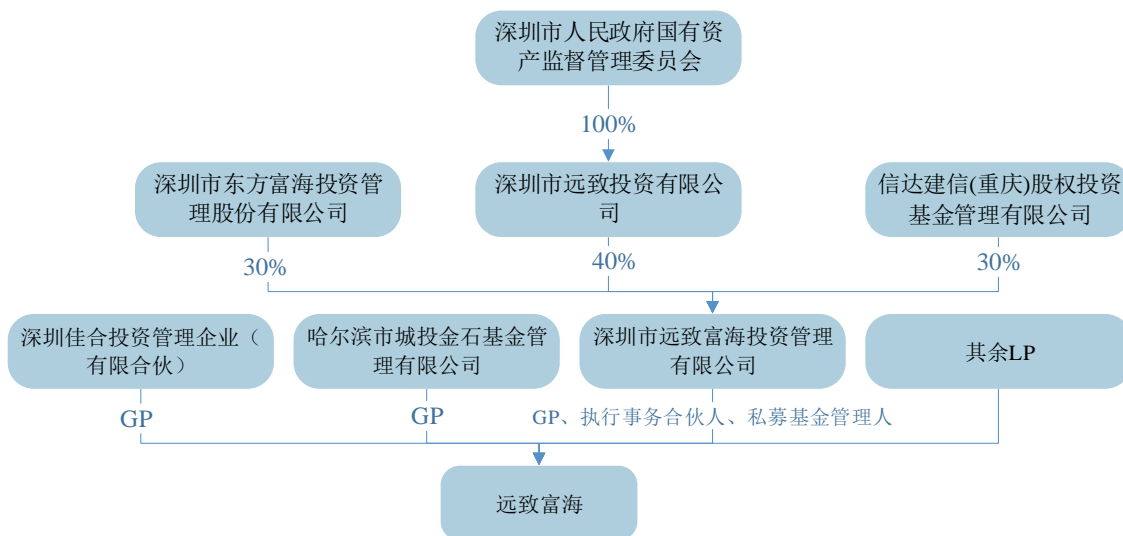 深圳市人民政府国有资
产监督管理委员会
100%
深圳市东方富海投资管
理股份有限公司
深圳市远致投资有限公
司
信达建信(重庆)股权投资
基金管理有限公司
30%
40%
30%
深圳佳合投资管理企业（
有限合伙）
哈尔滨市城投金石基金管
理有限公司
深圳市远致富海投资管理
有限公司
其余LP
GP
GP
GP、执行事务合伙人、私募基金管理人
远致富海